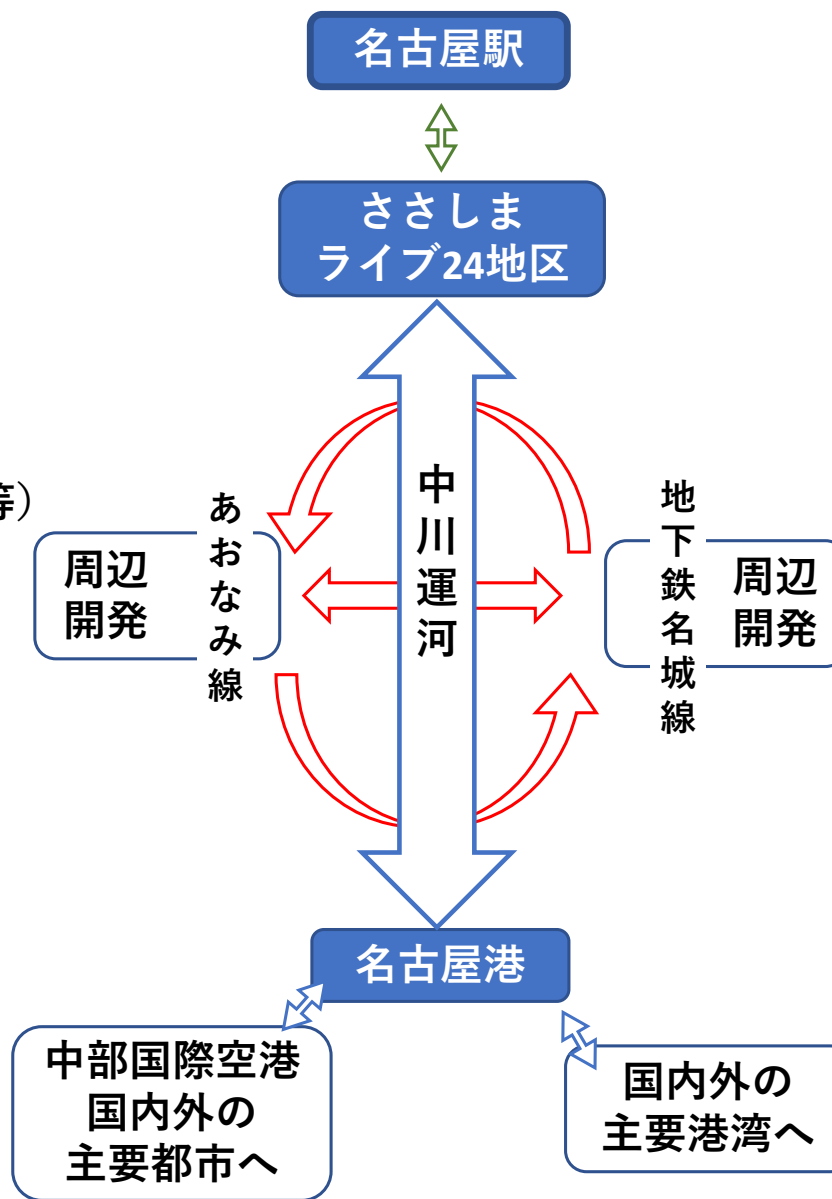 名古屋駅
ささしま
ライブ24地区
等）
あおなみ線
中川運河
地下鉄名城線
周辺
開発
周辺
開発
名古屋港
中部国際空港
国内外の
主要都市へ
国内外の
主要港湾へ